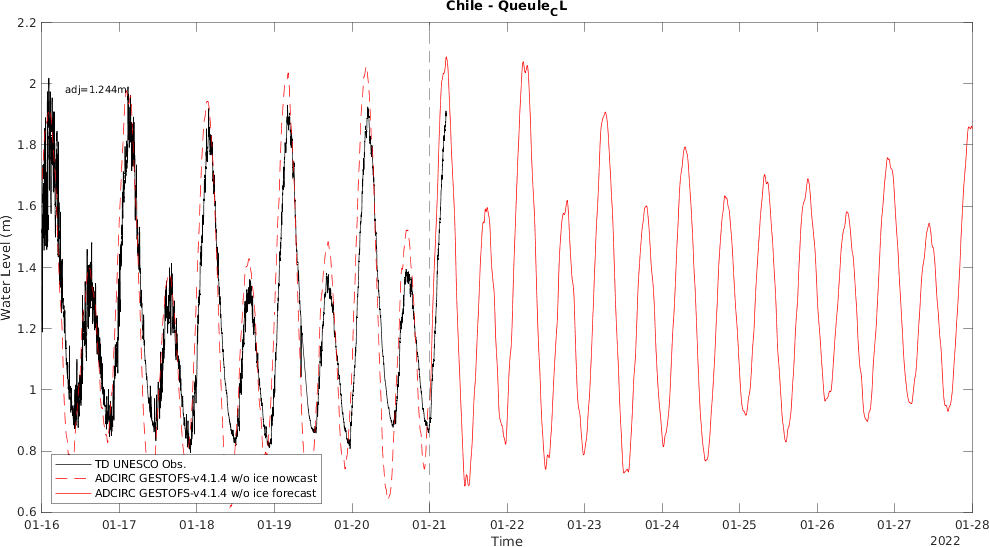 Chile - Queule_CL
2.2
2
1.8
1.6
1.4
1.2
1
0.8
0.6
Water Level (m)
adj=1.244m
TD UNESCO Obs.
ADCIRC GESTOFS-v4.1.4 w/o ice nowcast
ADCIRC GESTOFS-v4.1.4 w/o ice forecast
01-16 01-17 01-18 01-19 01-20 01-21 01-22 01-23 01-24 01-25 01-26 01-27 01-28
Time
2022